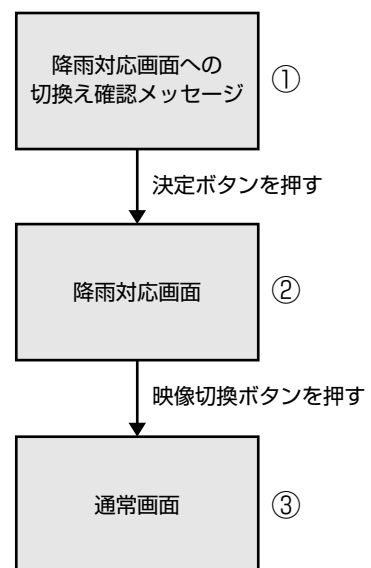 降雨対応画面への
切換え確認メッセージ
①
決定ボタンを押す
降雨対応画面
②
映像切換ボタンを押す
通常画面
③